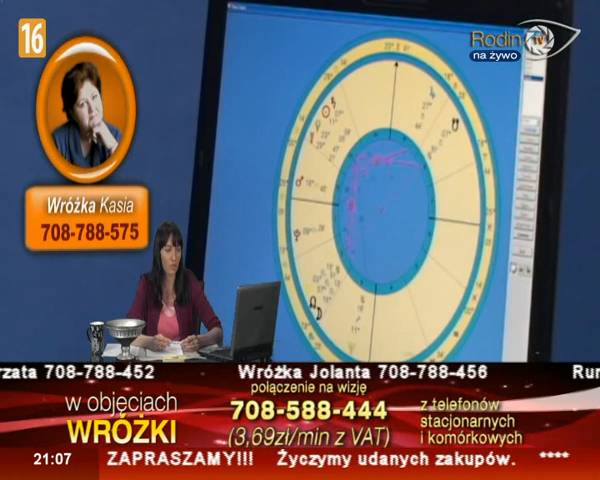 16
Rodin tv
na żywo
Wróżka Kasia
708-788-575
rzata 708-788-452 Wróżka Jolanta 708-788-456 Rur
w objęciach
WRÓŻKI
połączenie na wizję
708-588-444
(3,69zł/min z VAT)
z telefonów
stacjonarnych
i komórkowych
21:07 ZAPRASZAMY!!! Życzymy udanych zakupów. ****